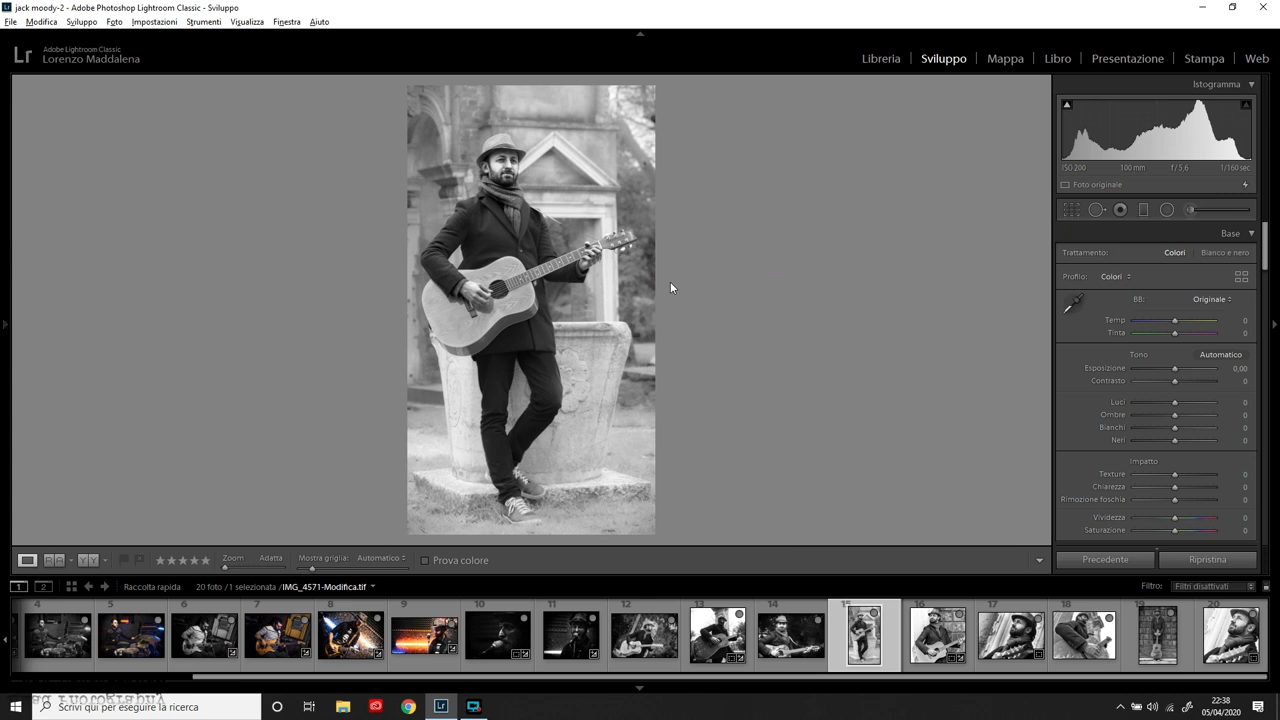 jack moody-2 - Adobe Photoshop Lightroom Classic - Sviluppo
File Modifica Sviluppo Foto Impostazioni Strumenti Visualizza Finestra Aiuto
Lr Adobe Lightroom Classic
Lorenzo Maddalena
Libreria | Sviluppo | Mappa | Libro | Presentazione | Stampa | Web
Istogramma
ISO 200 100 mm f / 5,6 1/160 sec
Foto originale
Base
Trattamento: Colori Bianco e nero
Profilo: Colori
BB: Originale
Temp 0
Tinta 0
Tono Automatico
Esposizione 0,00
Contrasto 0
Luci 0
Ombre 0
Bianchi 0
Neri 0
Impatto
Texture 0
Chiarezza 0
Rimozione foschia 0
Vividezza 0
Saturazione 0
Zoom Adatta Mostra griglia: Automatico Prova colore
Precedente Ripristina
1 2 Raccolta rapida 20 foto /1 selezionata /IMG_4571-Modifica.tif Filtro: Filtri disattivati
4 5 6 7 8 9 10 11 12 13 14 15 16 17 18 19 20
Scrivi qui per eseguire la ricerca
Lr
22:38
05/04/2020